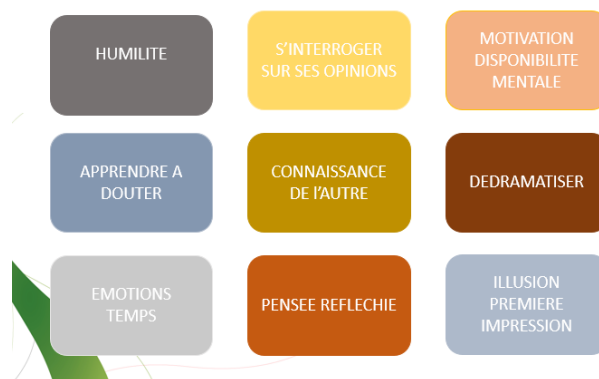 HUMILITE
S'INTERROGER
SUR SES OPINIONS
MOTIVATION
DISPONIBILITE
MENTALE
APPRENDRE A
DOUTER
CONNAISSANCE
DE l'AUTRE
DEDRAMATISER
EMOTIONS
TEMPS
PENSEE REFLECHIE
ILLUSION
PREMIERE
IMPRESSION